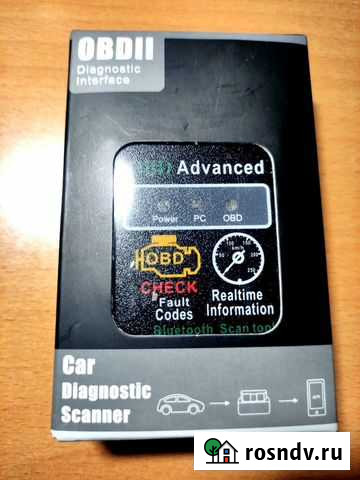 OBDII
Diagnostic
Interface
Advanced
Power PC OBD
km/h
OBD
CHECK
Fault
Codes
Realtime
Information
Bluetooth Scan tool
Car
Diagnostic
Scanner
rosndv.ru